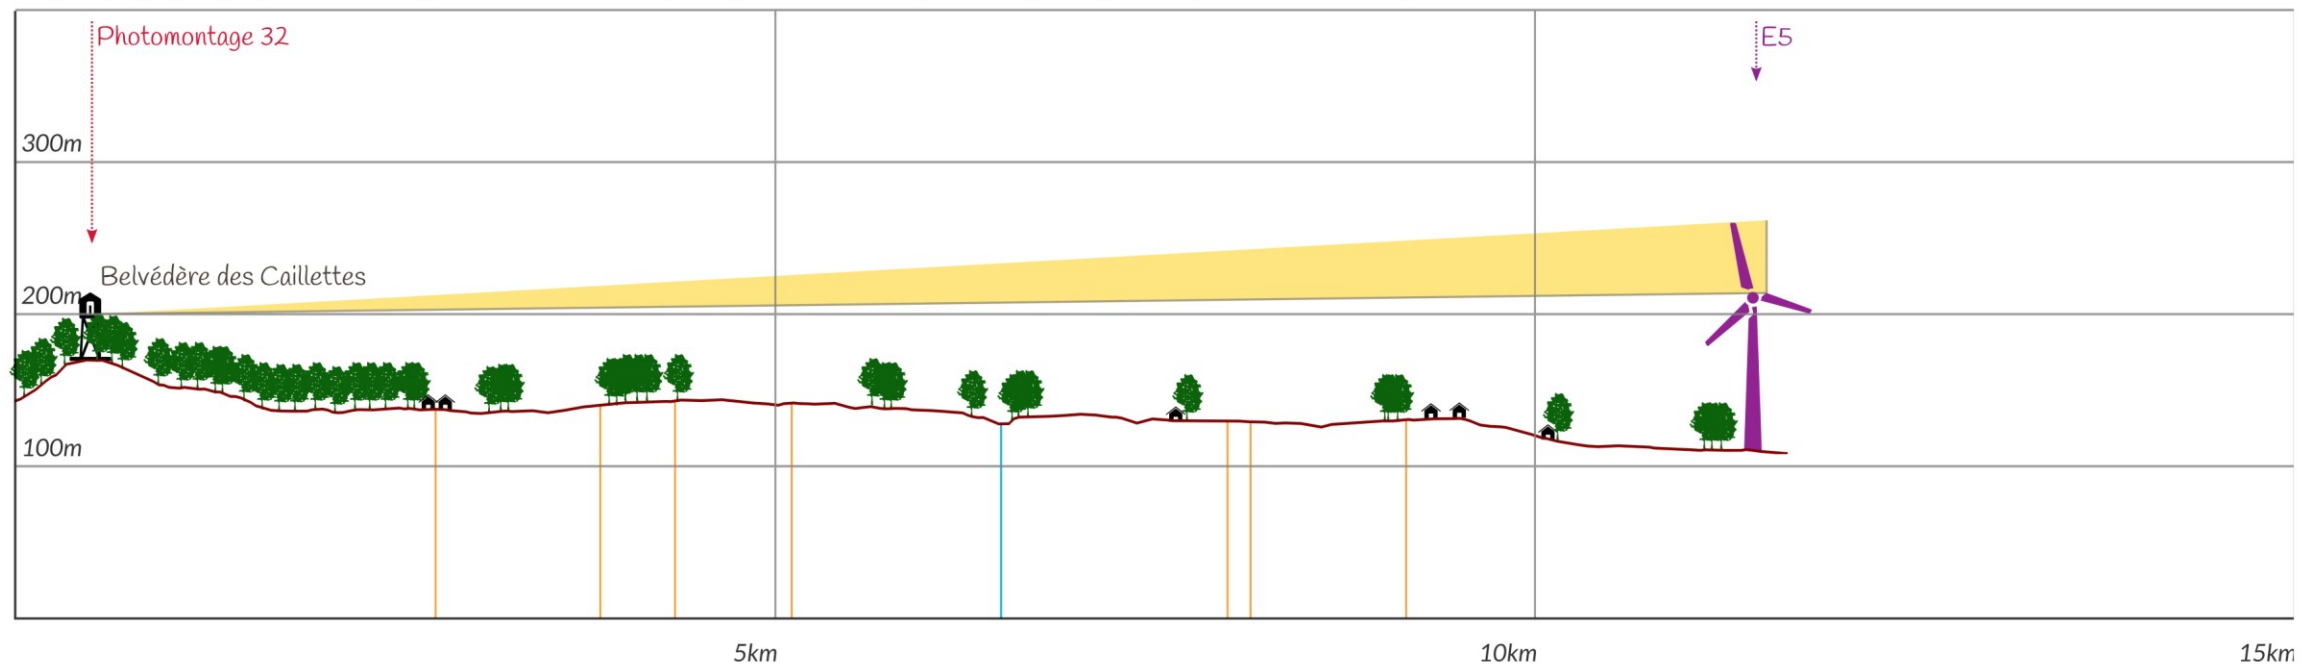 Photomontage 32
E5
300m
Belvédère des Caillettes
200m
100m
5km
10km
15km